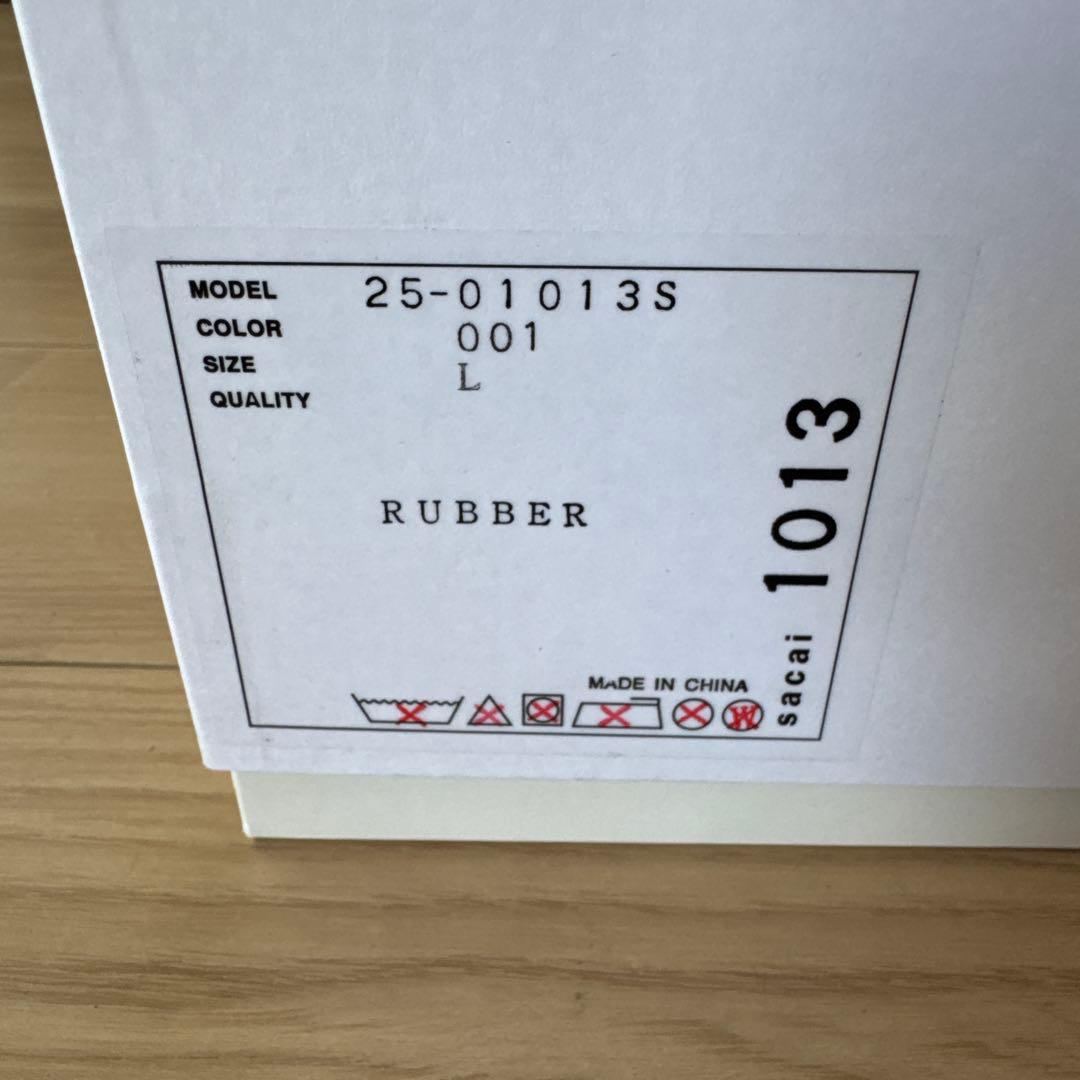 MODEL 25-01013S
COLOR 001
SIZE L
QUALITY
RUBBER
MADE IN CHINA
sacai 1013